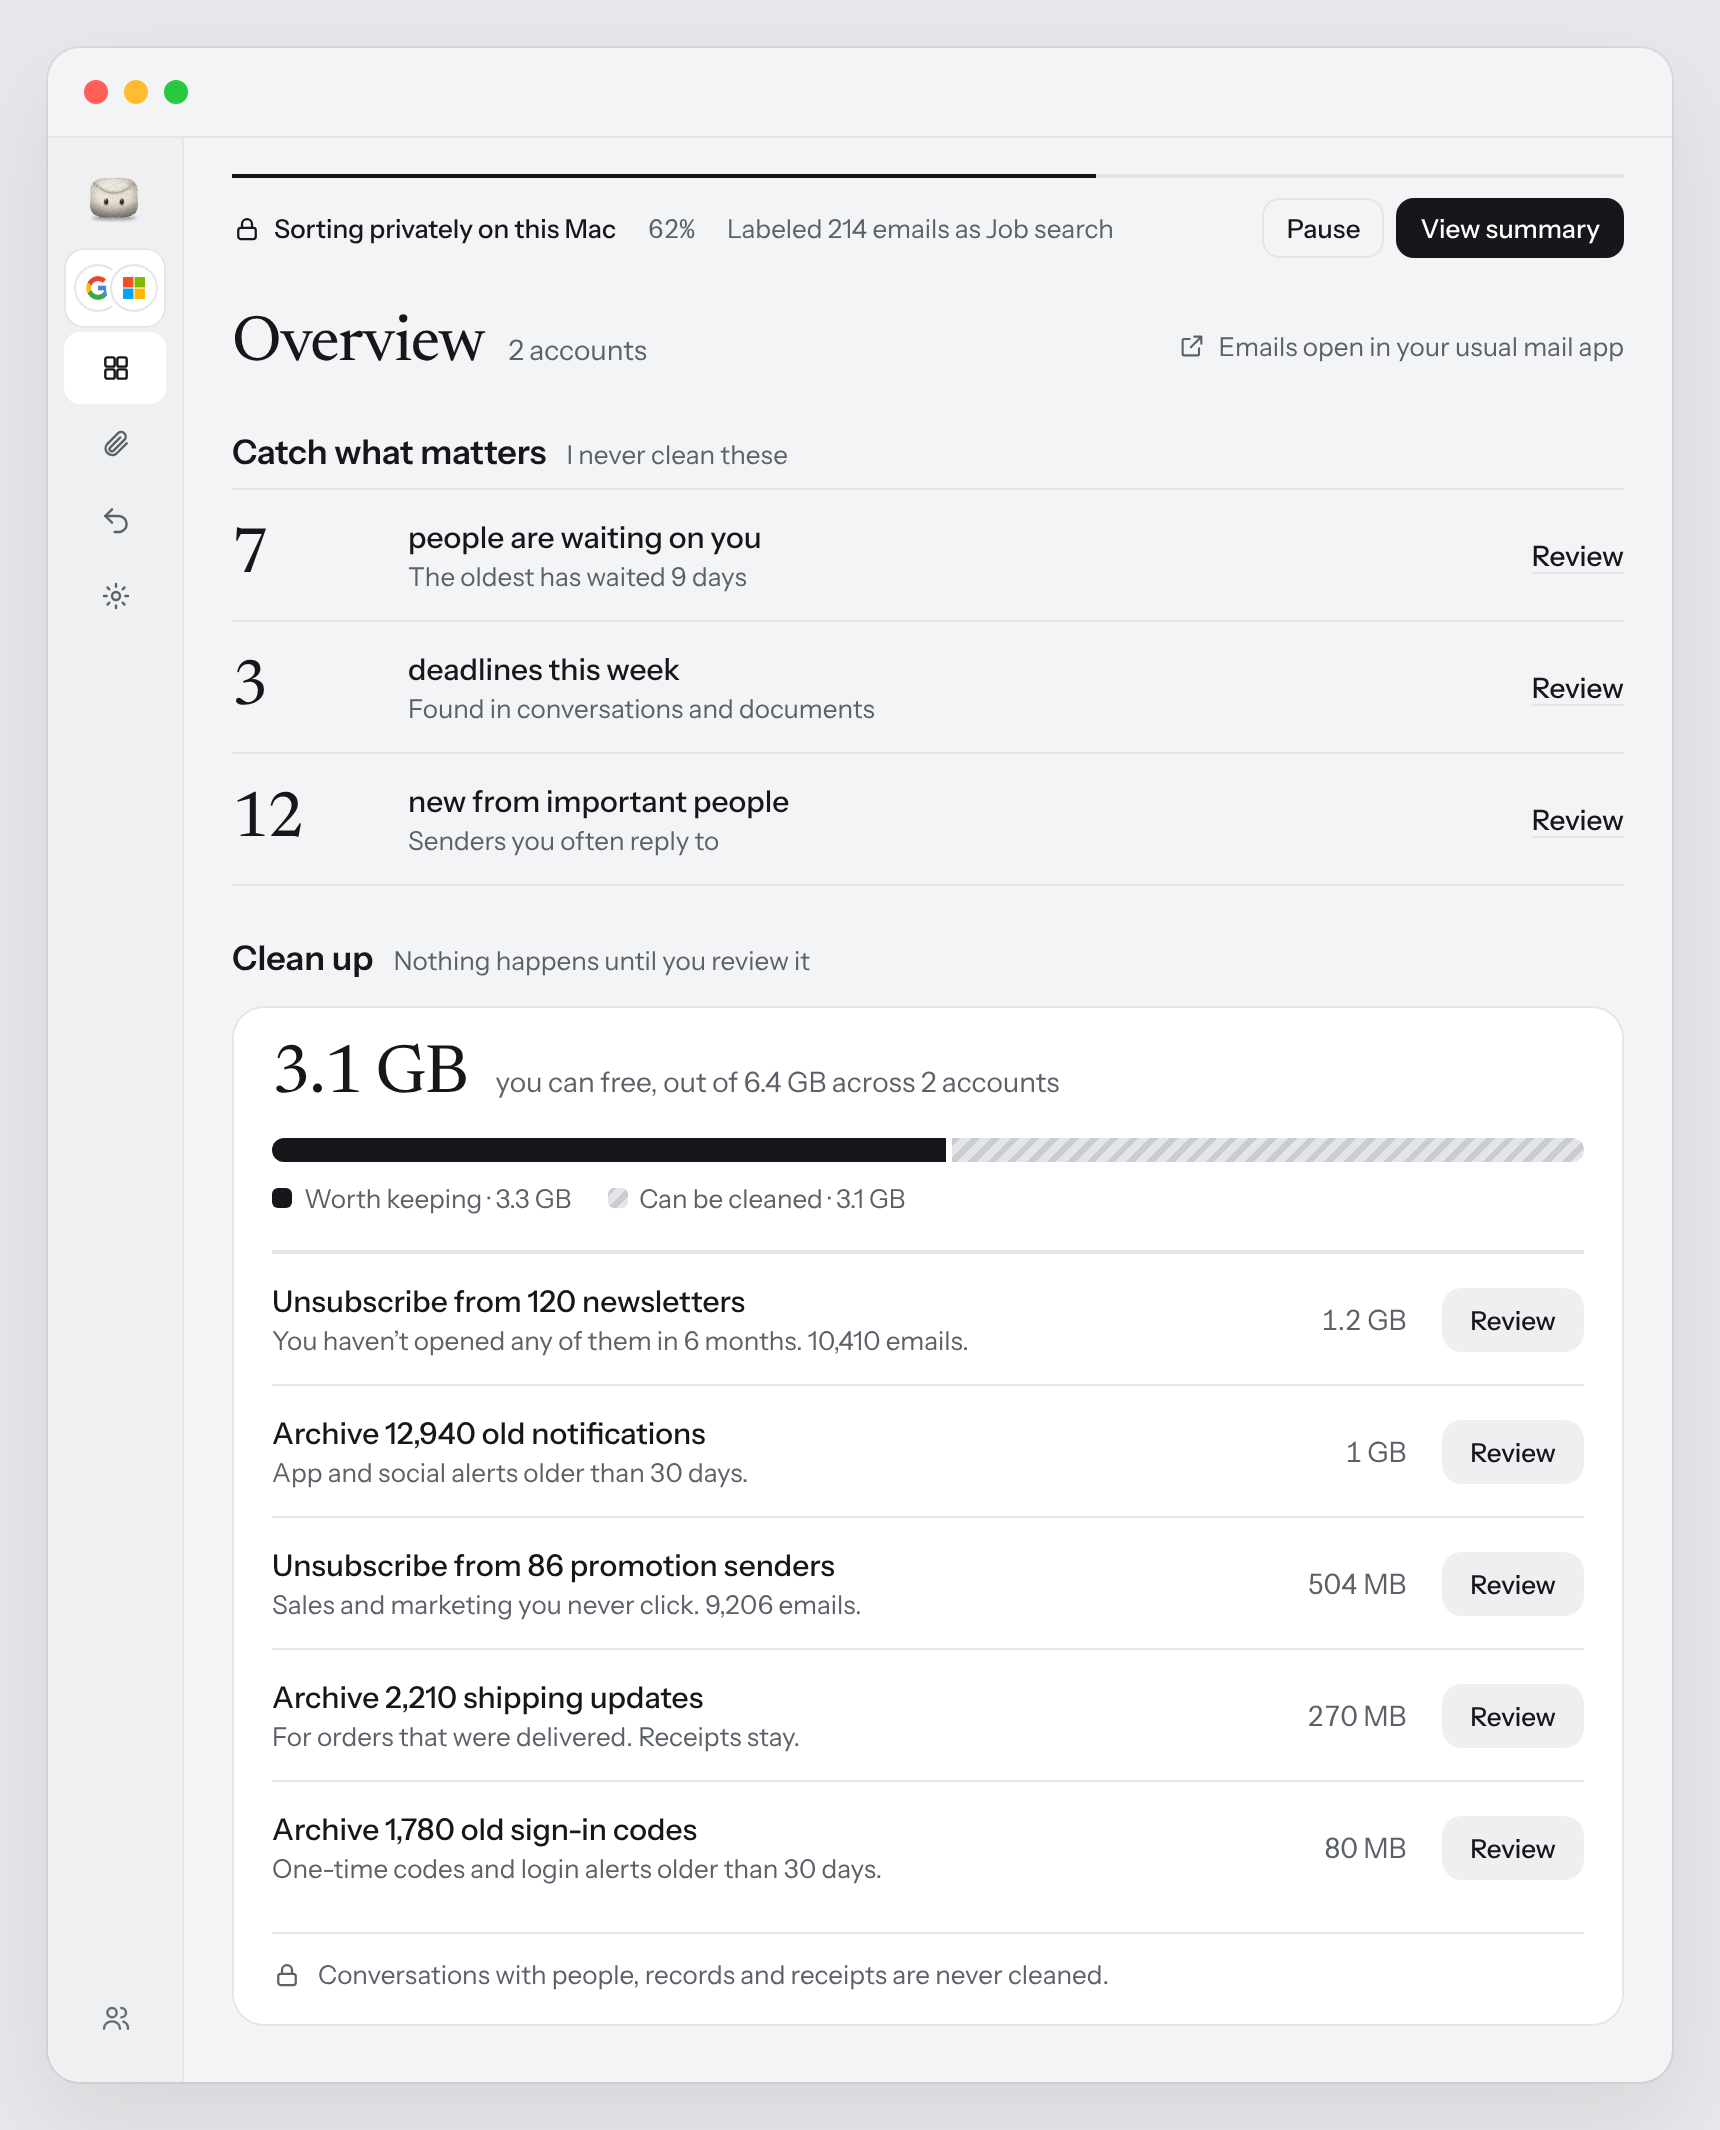 Sorting privately on this Mac 62% Labeled 214 emails as Job search Pause View summary
Overview 2 accounts Emails open in your usual mail app
Catch what matters I never clean these
7 people are waiting on you
The oldest has waited 9 days
Review
3 deadlines this week
Found in conversations and documents
Review
12 new from important people
Senders you often reply to
Review
Clean up Nothing happens until you review it
3.1 GB you can free, out of 6.4 GB across 2 accounts
Worth keeping · 3.3 GB Can be cleaned · 3.1 GB
Unsubscribe from 120 newsletters
You haven’t opened any of them in 6 months. 10,410 emails.
1.2 GB Review
Archive 12,940 old notifications
App and social alerts older than 30 days.
1 GB Review
Unsubscribe from 86 promotion senders
Sales and marketing you never click. 9,206 emails.
504 MB Review
Archive 2,210 shipping updates
For orders that were delivered. Receipts stay.
270 MB Review
Archive 1,780 old sign-in codes
One-time codes and login alerts older than 30 days.
80 MB Review
Conversations with people, records and receipts are never cleaned.